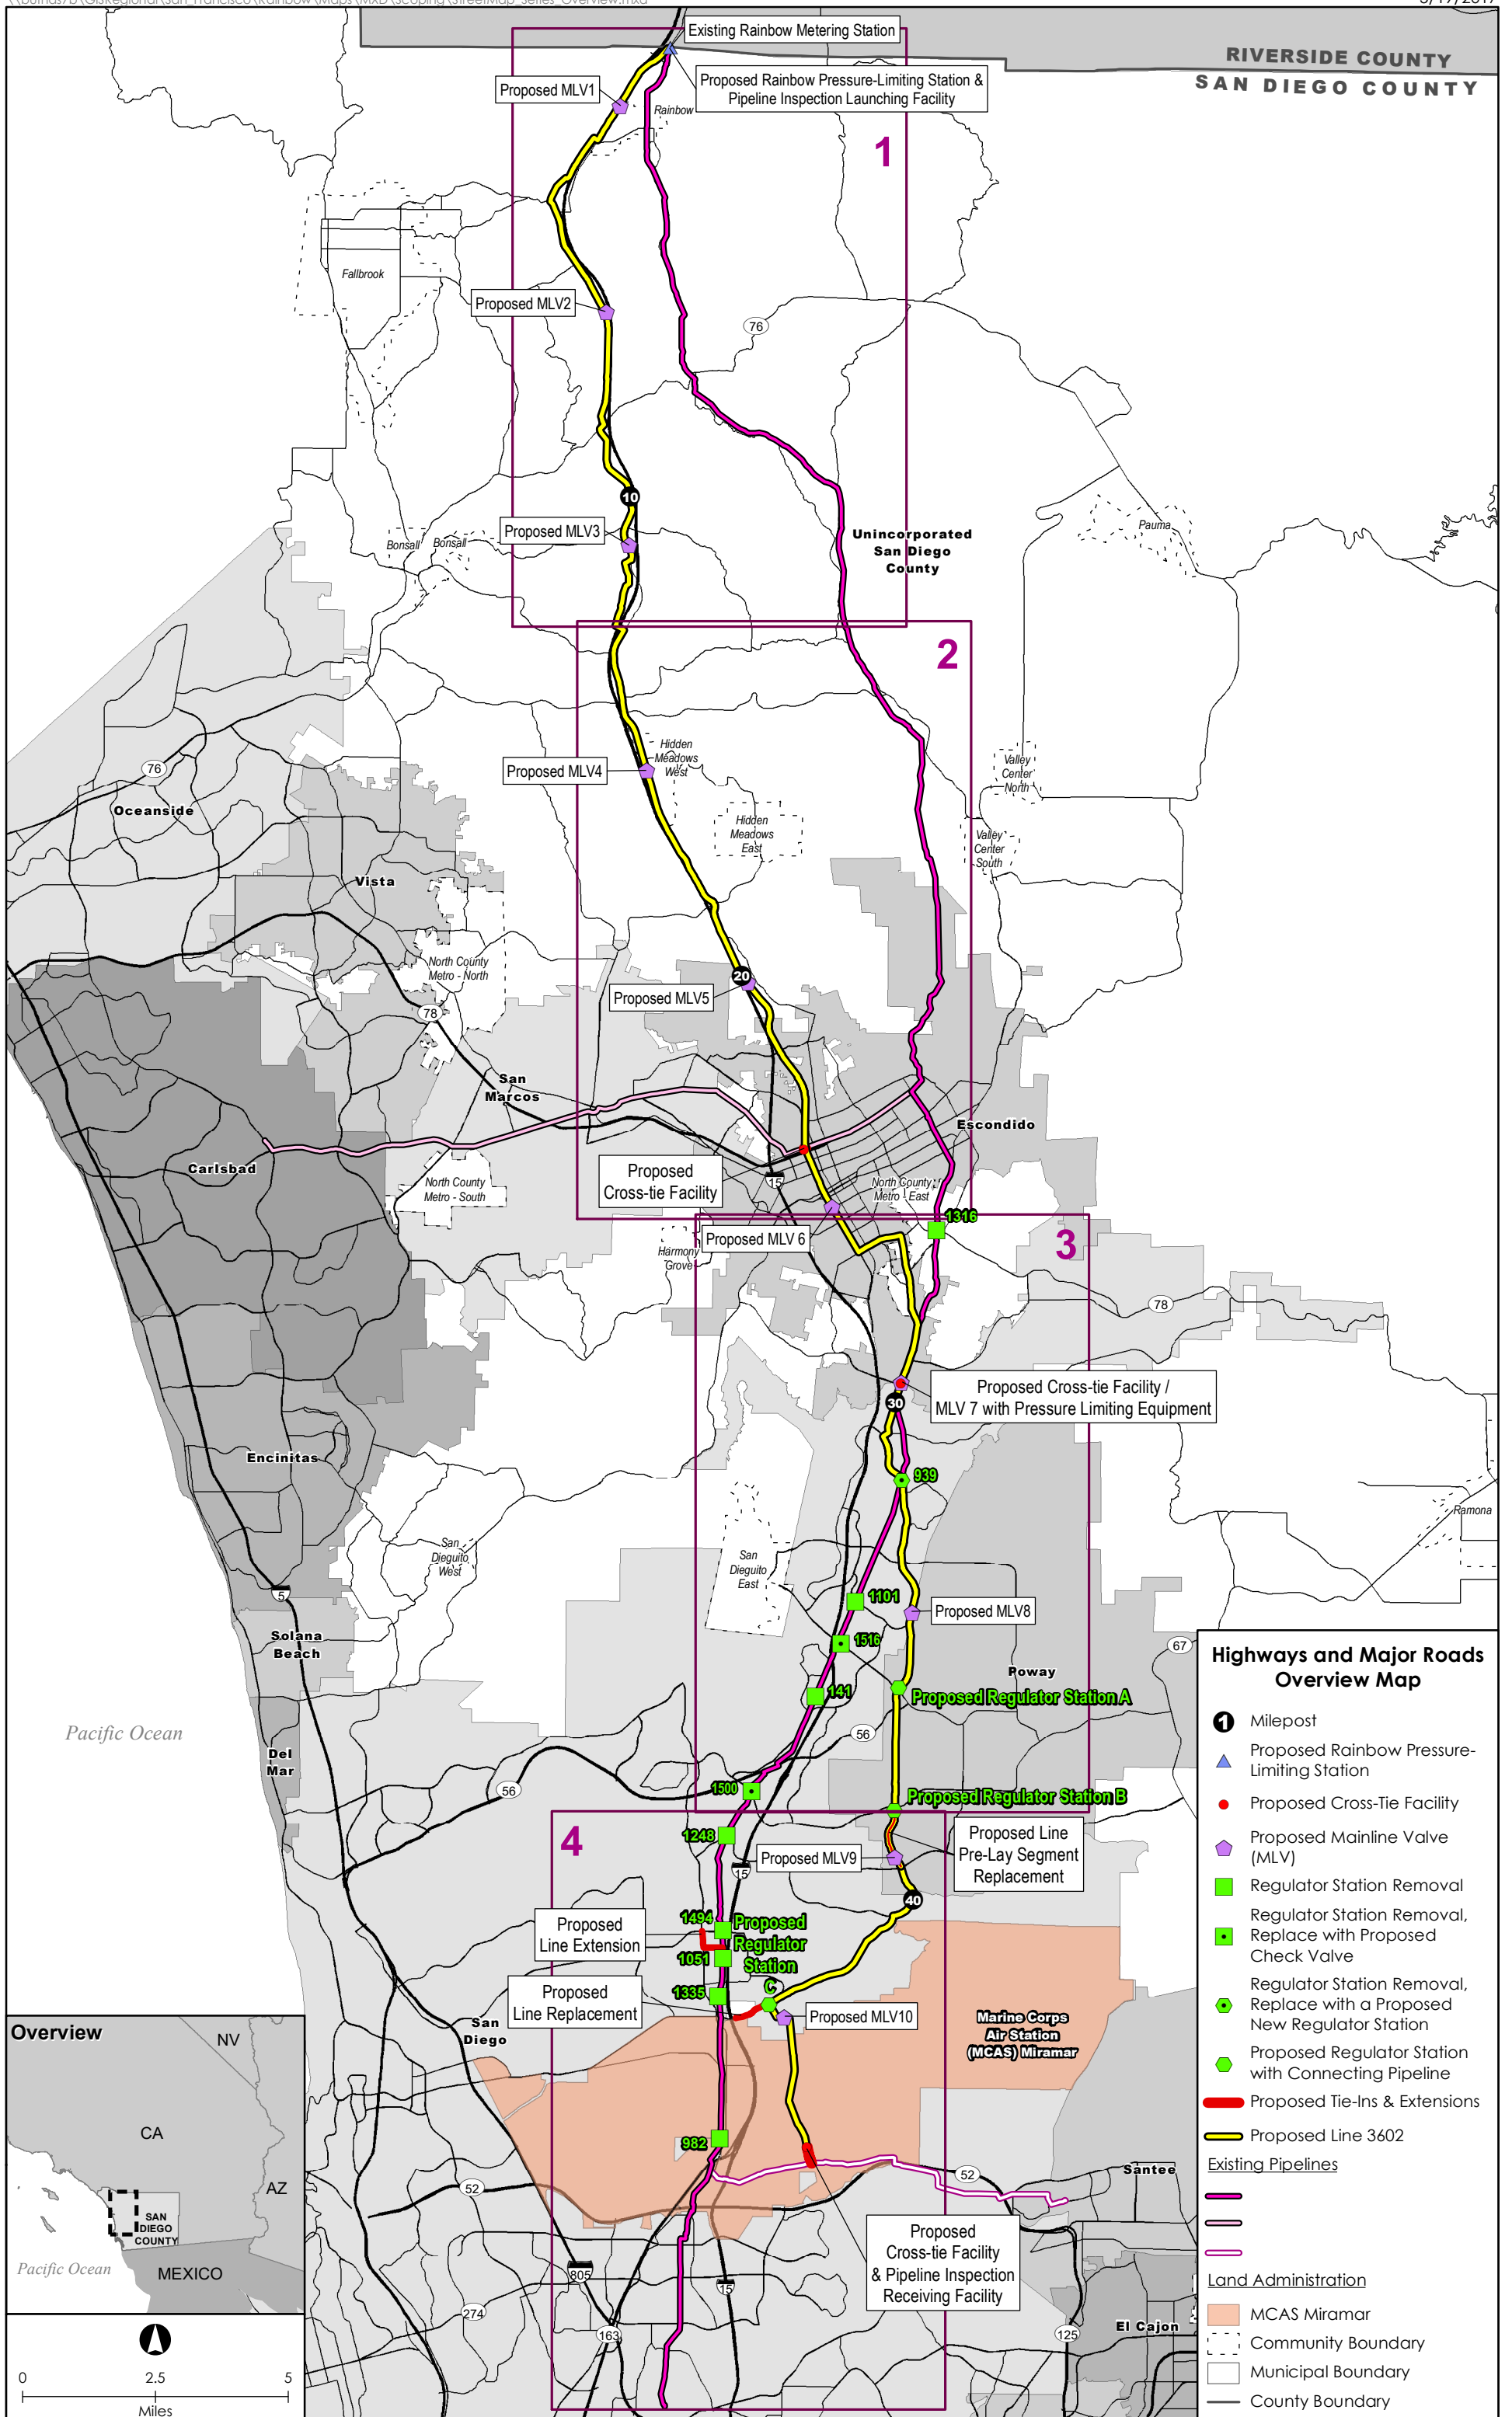 Existing Rainbow Metering Station
RIVERSIDE COUNTY
SAN DIEGO COUNTY
Proposed Rainbow Pressure-Limiting Station &
Pipeline Inspection Launching Facility
Proposed MLV1
Rainbow
1
Fallbrook
Proposed MLV2
76
10
Proposed MLV3
Bonsall
Bonsall
Unincorporated
San Diego
County
Pauma
2
Hidden
Meadows
West
Proposed MLV4
76
Oceanside
Hidden
Meadows
East
Valley
Center
North
Valley
Center
South
Vista
North County
Metro - North
20
Proposed MLV5
78
San
Marcos
Escondido
Carlsbad
Proposed
Cross-tie Facility
15
North County
Metro - South
North County
Metro - East
1316
Proposed MLV 6
3
Harmony
Grove
78
Proposed Cross-tie Facility /
MLV 7 with Pressure Limiting Equipment
30
Encinitas
939
Ramona
San
Dieguito
West
San
Dieguito
East
5
1101
Proposed MLV8
Solana
Beach
1516
67
Poway
141
Proposed Regulator Station A
Pacific Ocean
56
Del
Mar
56
1500
Proposed Regulator Station B
4
1248
15
Proposed MLV9
Proposed Line
Pre-Lay Segment
Replacement
40
1494
Proposed
Regulator
Station
C
Proposed
Line Extension
1051
1335
Proposed
Line Replacement
Proposed MLV10
San
Diego
Marine Corps
Air Station
(MCAS) Miramar
982
52
52
Santee
Proposed
Cross-tie Facility
& Pipeline Inspection
Receiving Facility
805
15
274
163
125
El Cajon
Highways and Major Roads
Overview Map
1
Milepost
Proposed Rainbow Pressure-
Limiting Station
Proposed Cross-Tie Facility
Proposed Mainline Valve
(MLV)
Regulator Station Removal
Regulator Station Removal,
Replace with Proposed
Check Valve
Regulator Station Removal,
Replace with a Proposed
New Regulator Station
Proposed Regulator Station
with Connecting Pipeline
Proposed Tie-Ins & Extensions
Proposed Line 3602
Existing Pipelines
Land Administration
MCAS Miramar
Community Boundary
Municipal Boundary
County Boundary
Overview
NV
CA
AZ
SAN
DIEGO
COUNTY
Pacific Ocean
MEXICO
0
2.5
5
Miles